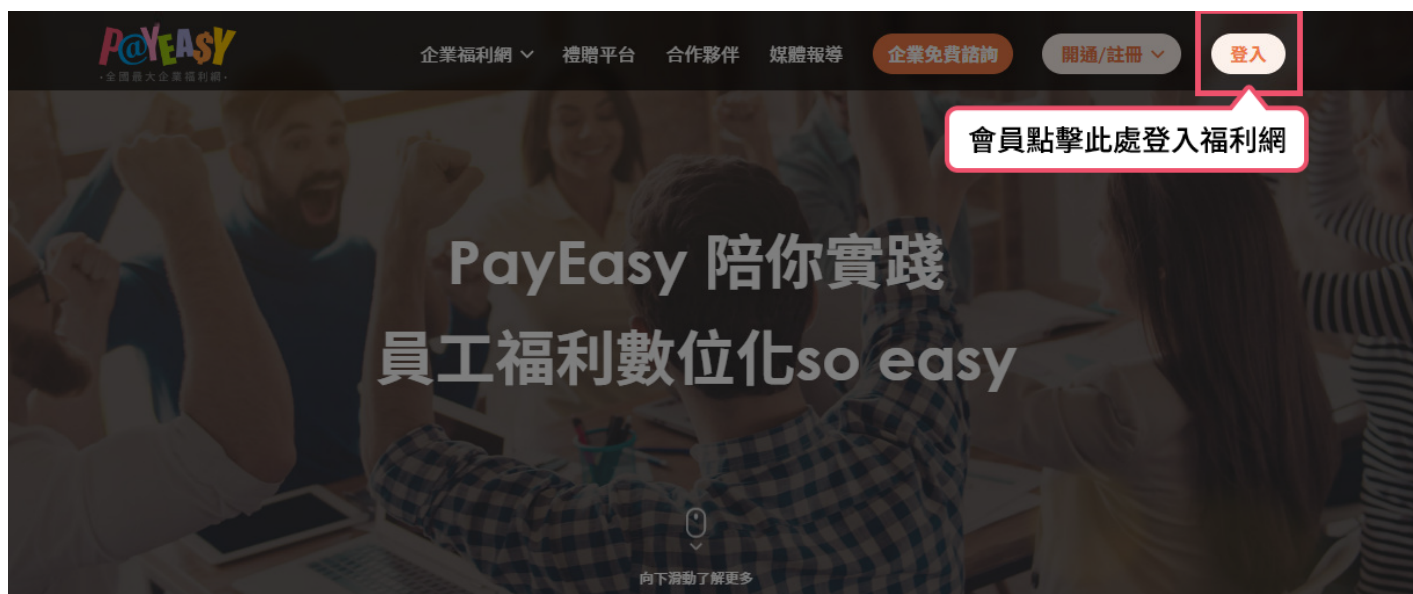 P@YEASY
·全國最大企業福利網·
企業福利網 禮贈平台 合作夥伴 媒體報導 企業免費諮詢 開通/註冊 登入
會員點擊此處登入福利網
PayEasy 陪你實踐
員工福利數位化so easy
向下滑動了解更多